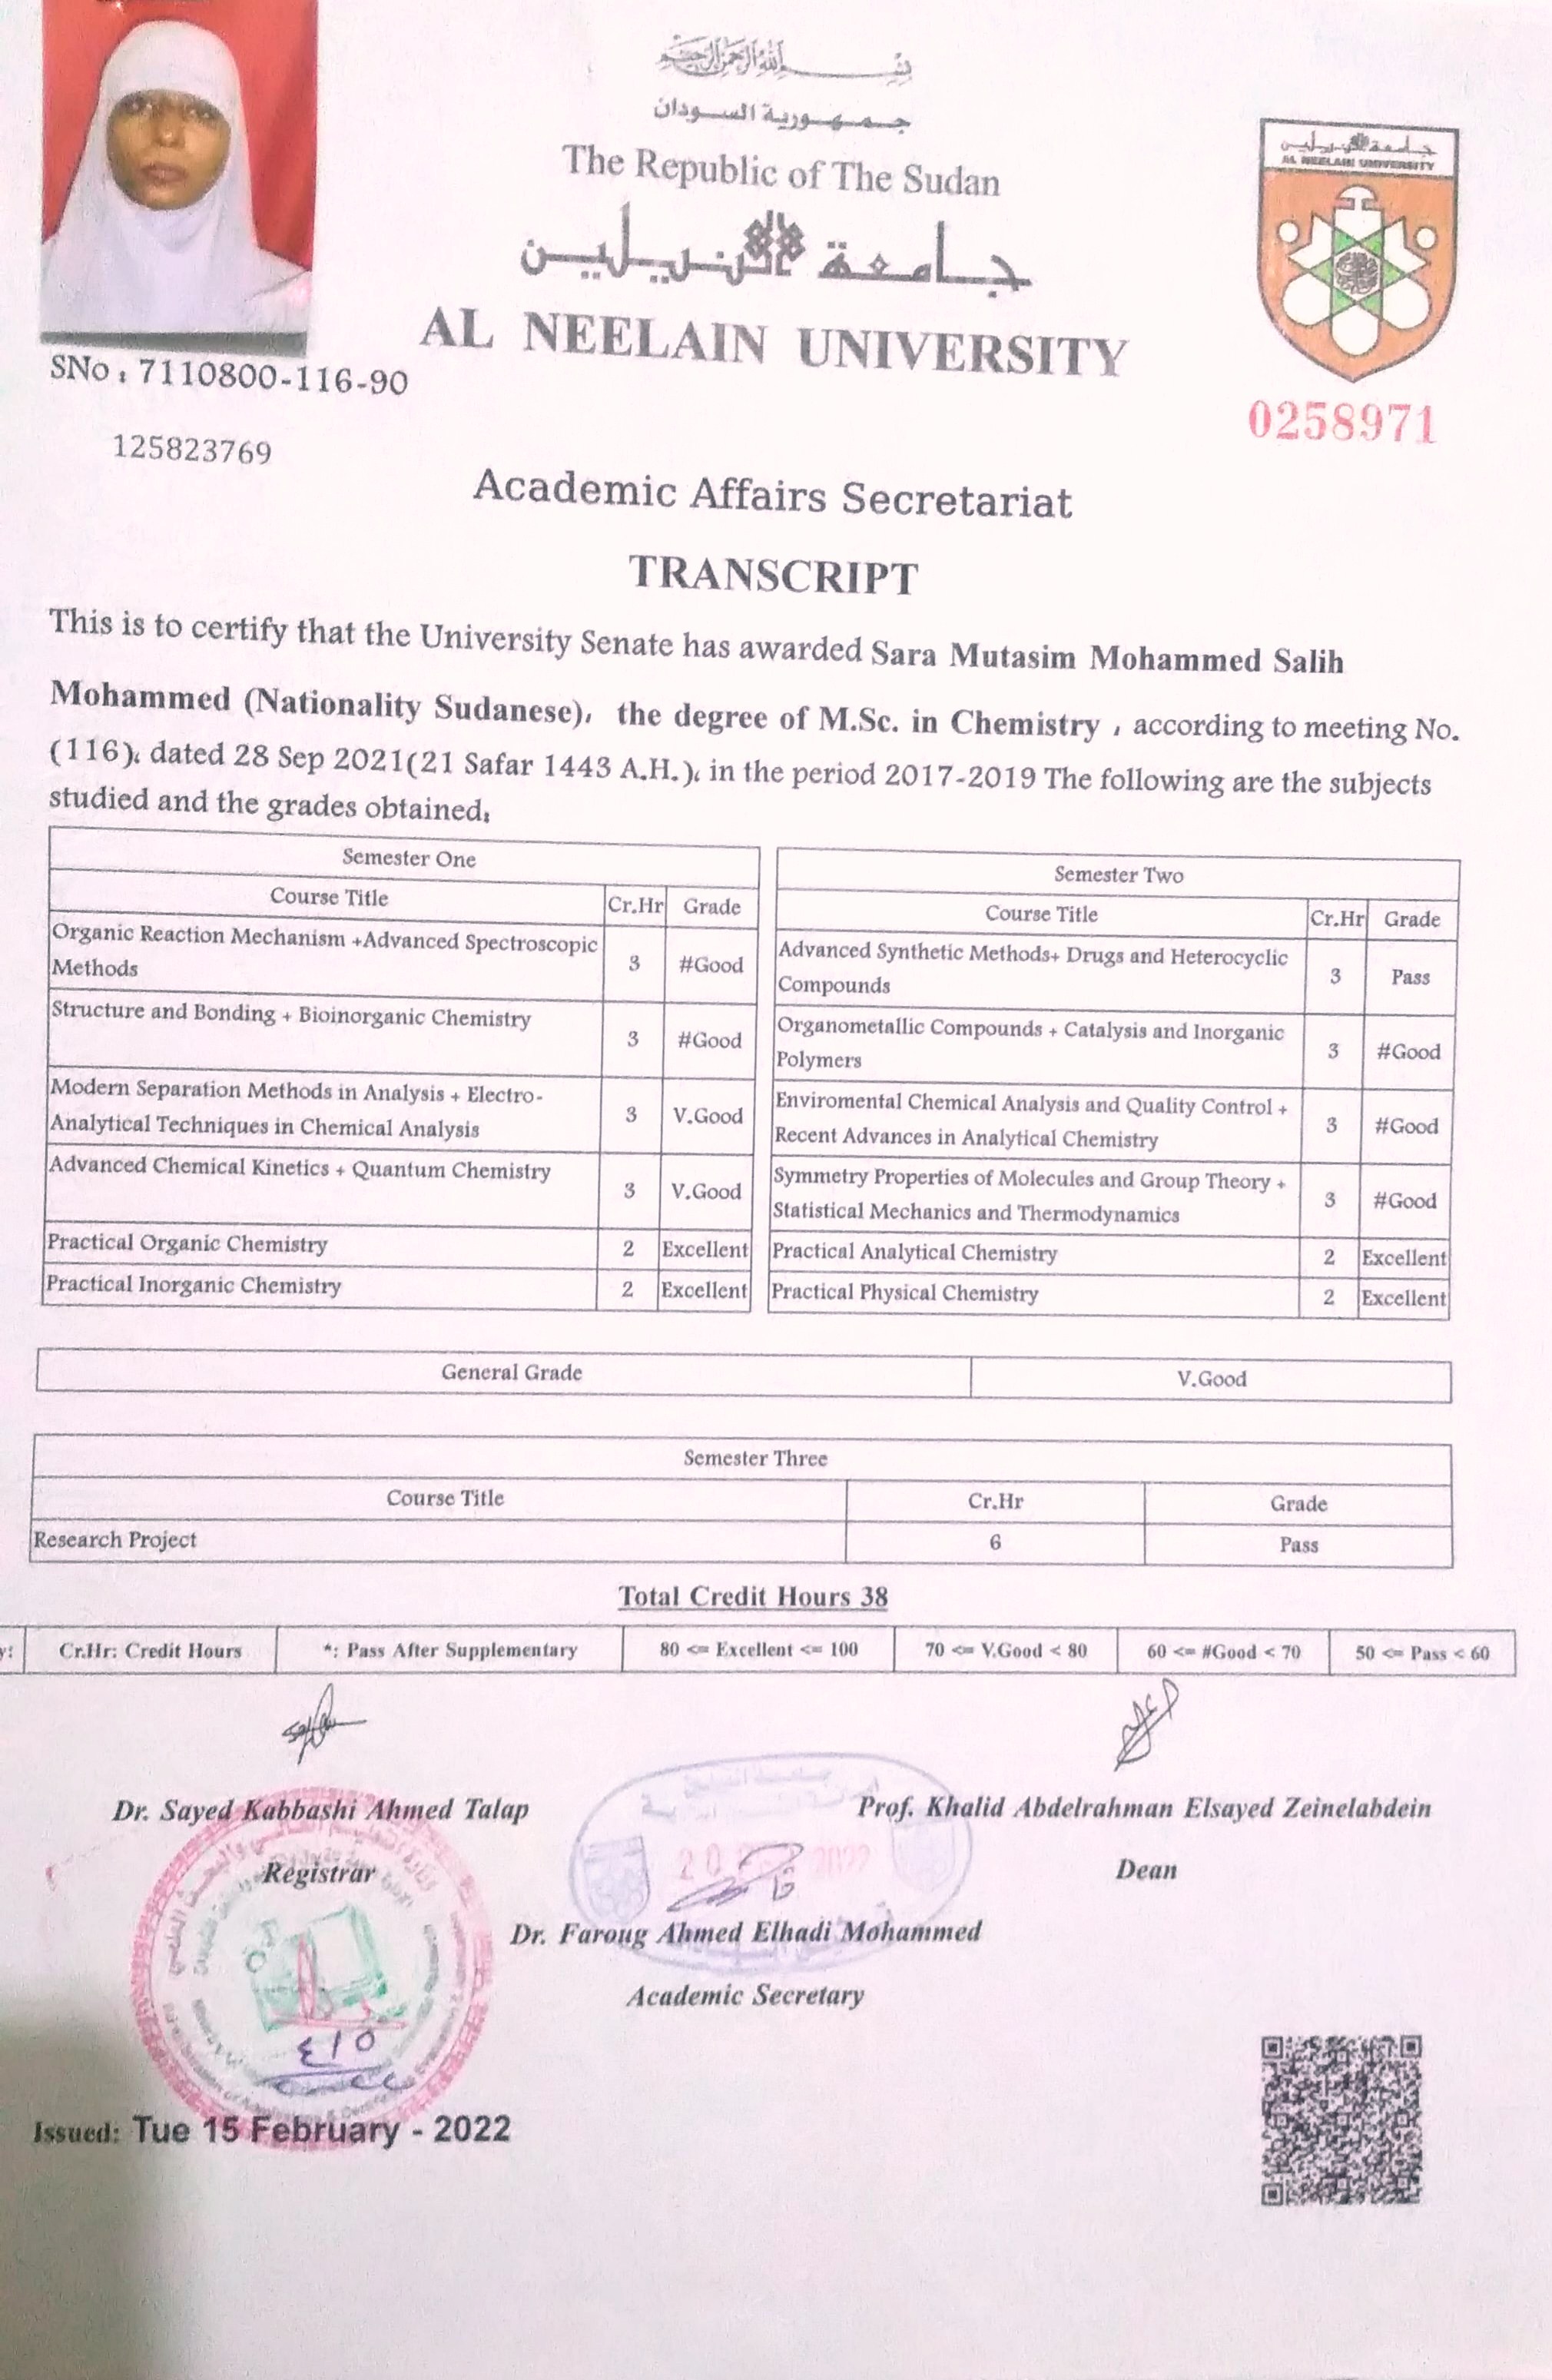 بسم الله الرحمن الرحيم
جمهورية السودان
The Republic of The Sudan
جامعة النيلين
AL NEELAIN UNIVERSITY
جامعة النيلين
AL NEELAIN UNIVERSITY
SNo : 7110800-116-90
0258971
125823769
Academic Affairs Secretariat
TRANSCRIPT
This is to certify that the University Senate has awarded Sara Mutasim Mohammed Salih
Mohammed (Nationality Sudanese), the degree of M.Sc. in Chemistry , according to meeting No.
(116), dated 28 Sep 2021(21 Safar 1443 A.H.), in the period 2017-2019 The following are the subjects
studied and the grades obtained:
Semester One
Course Title Cr.Hr Grade
Organic Reaction Mechanism +Advanced Spectroscopic
Methods 3 #Good
Structure and Bonding + Bioinorganic Chemistry 3 #Good
Modern Separation Methods in Analysis + Electro-
Analytical Techniques in Chemical Analysis 3 V.Good
Advanced Chemical Kinetics + Quantum Chemistry 3 V.Good
Practical Organic Chemistry 2 Excellent
Practical Inorganic Chemistry 2 Excellent
Semester Two
Course Title Cr.Hr Grade
Advanced Synthetic Methods+ Drugs and Heterocyclic
Compounds 3 Pass
Organometallic Compounds + Catalysis and Inorganic
Polymers 3 #Good
Enviromental Chemical Analysis and Quality Control +
Recent Advances in Analytical Chemistry 3 #Good
Symmetry Properties of Molecules and Group Theory +
Statistical Mechanics and Thermodynamics 3 #Good
Practical Analytical Chemistry 2 Excellent
Practical Physical Chemistry 2 Excellent
General Grade V.Good
Semester Three
Course Title Cr.Hr Grade
Research Project 6 Pass
Total Credit Hours 38
y: Cr.Hr: Credit Hours *: Pass After Supplementary 80 <= Excellent <= 100 70 <= V.Good < 80 60 <= #Good < 70 50 <= Pass < 60
Dr. Sayed Kabbashi Ahmed Talap
Prof. Khalid Abdelrahman Elsayed Zeinelabdein
Registrar
20 2022
Dean
Dr. Faroug Ahmed Elhadi Mohammed
Academic Secretary
٤١٥
Issued: Tue 15 February - 2022